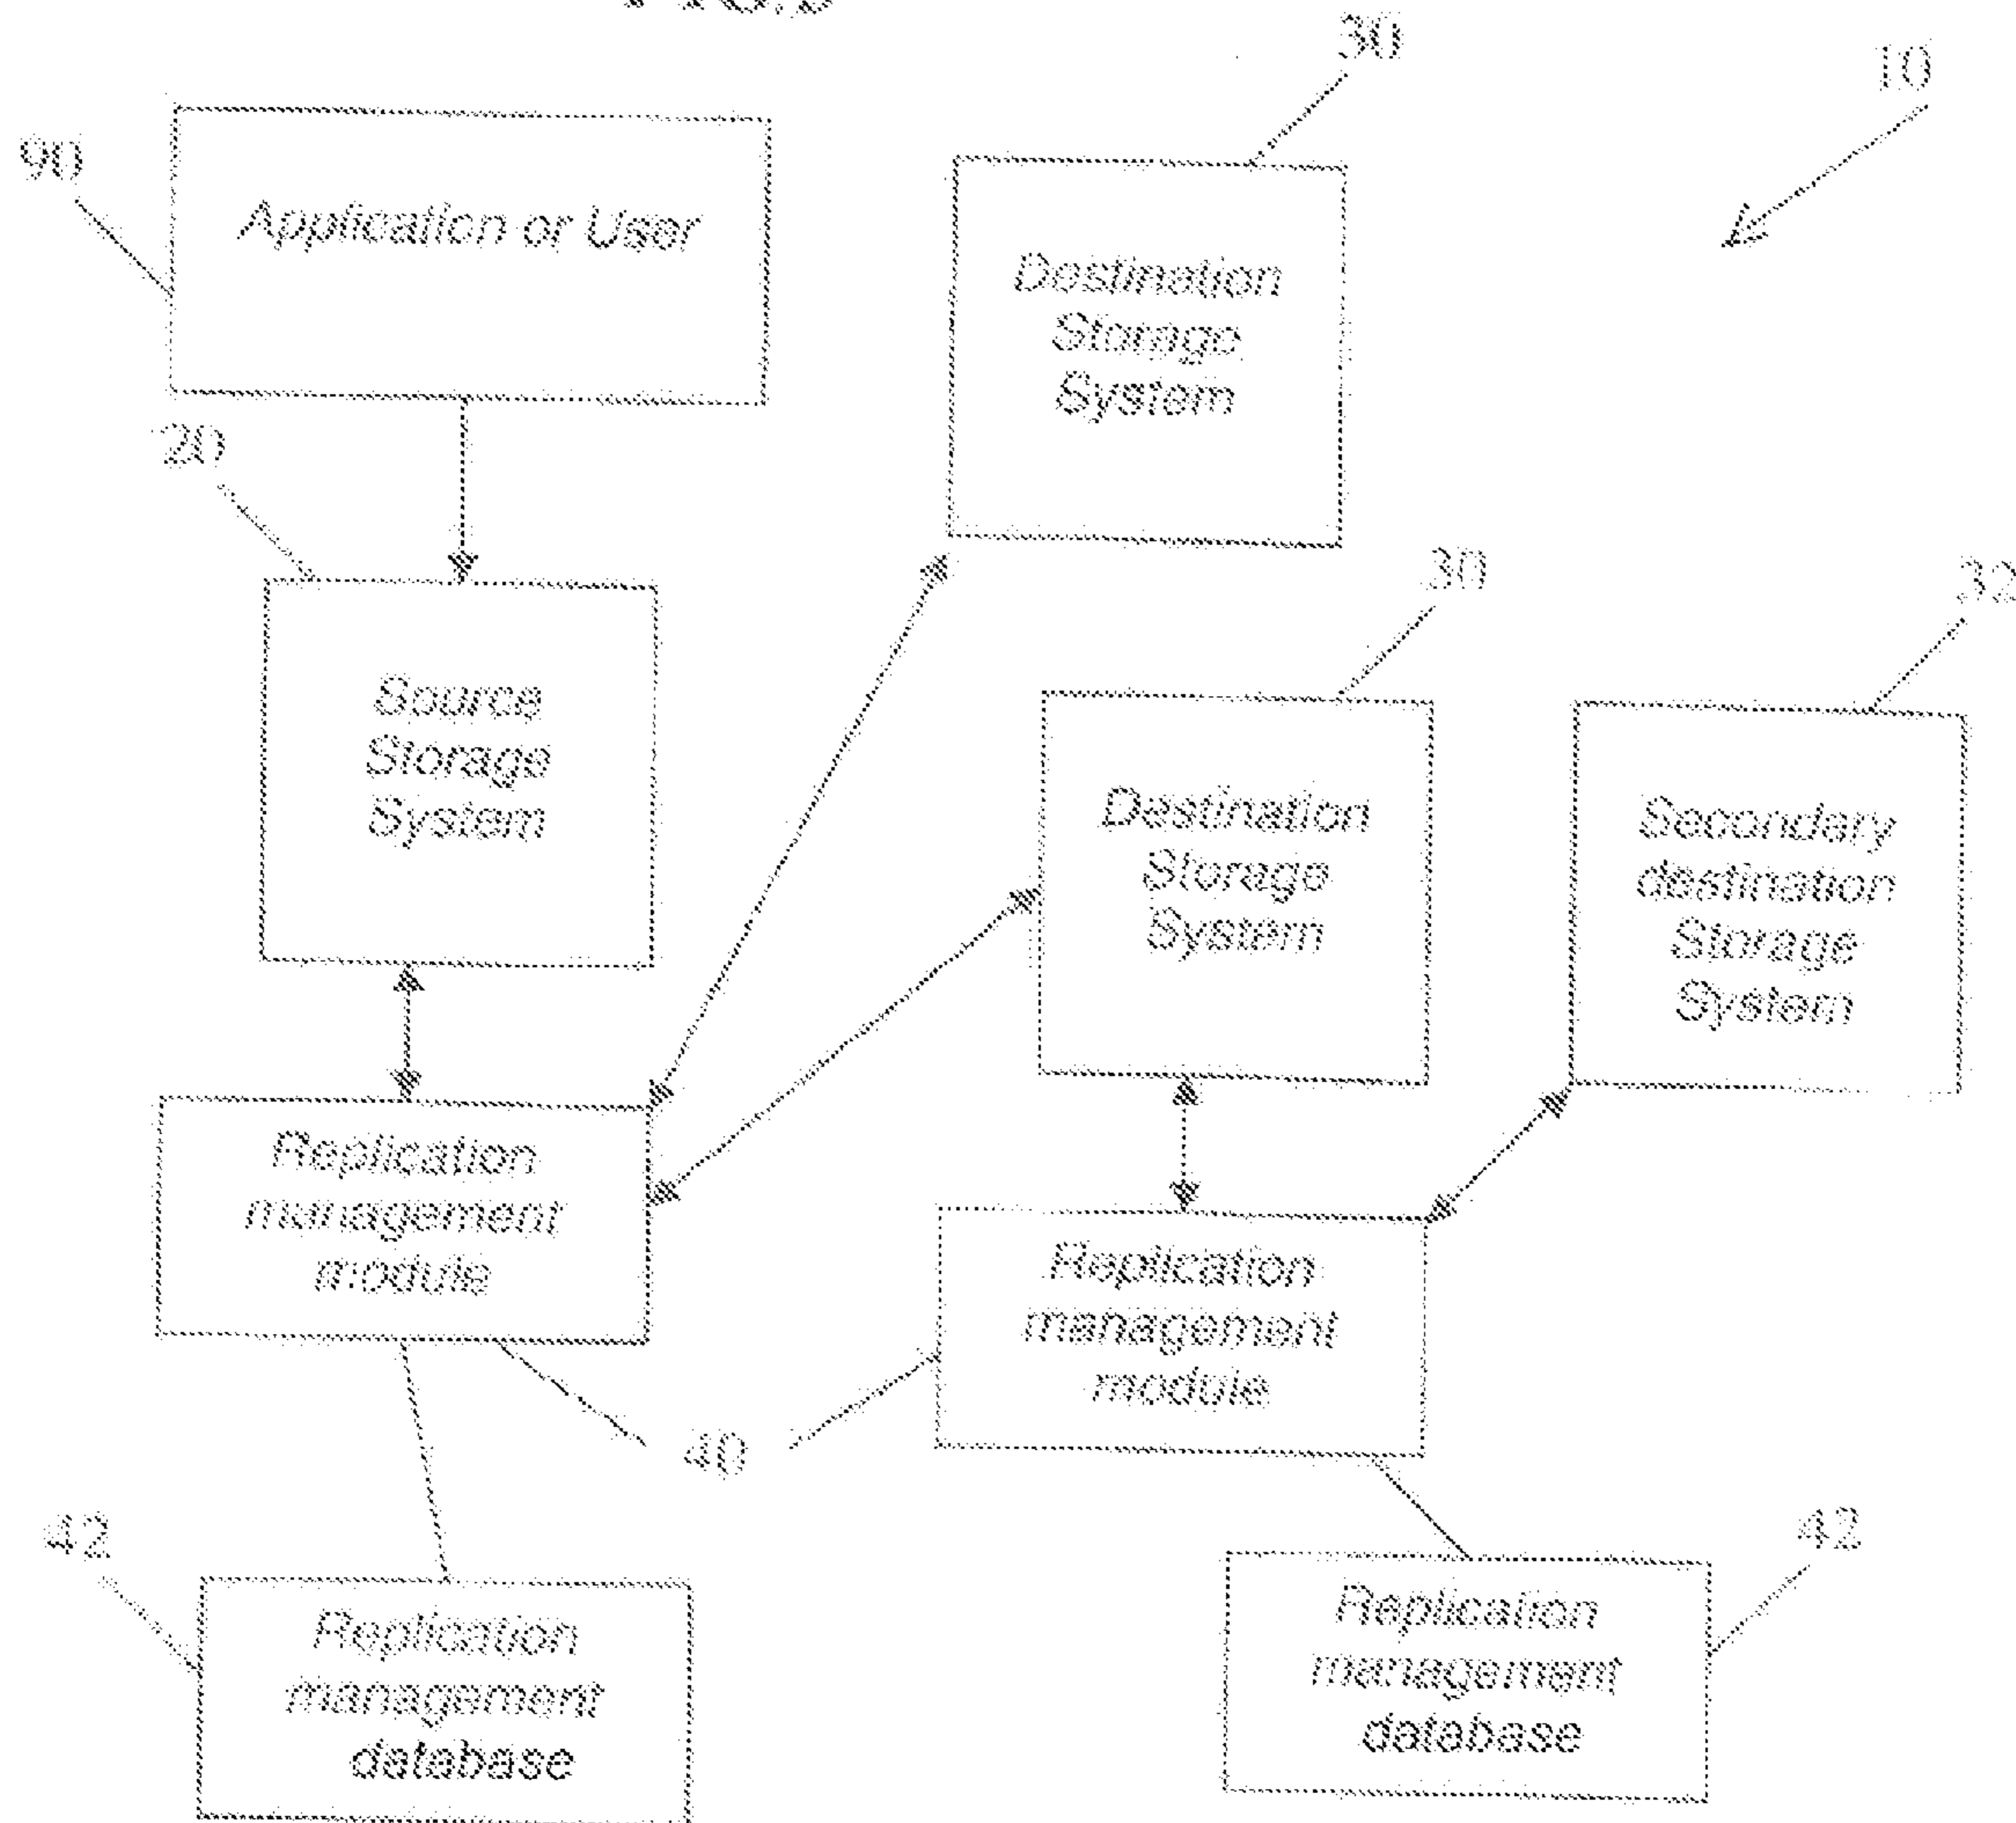 30
10
90
Application or User
Destination
Storage
System
20
30
32
Source
Storage
System
Destination
Storage
System
Secondary
destination
Storage
System
Replication
management
module
Replication
management
module
40
42
42
Replication
management
database
Replication
management
database